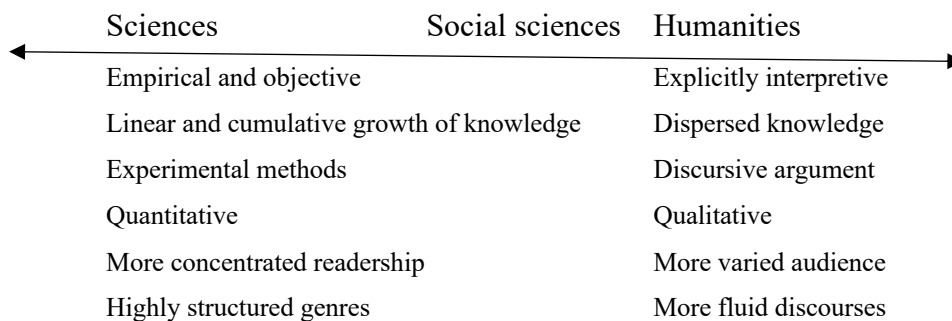 Sciences Social sciences Humanities
Empirical and objective Explicitly interpretive
Linear and cumulative growth of knowledge Dispersed knowledge
Experimental methods Discursive argument
Quantitative Qualitative
More concentrated readership More varied audience
Highly structured genres More fluid discourses